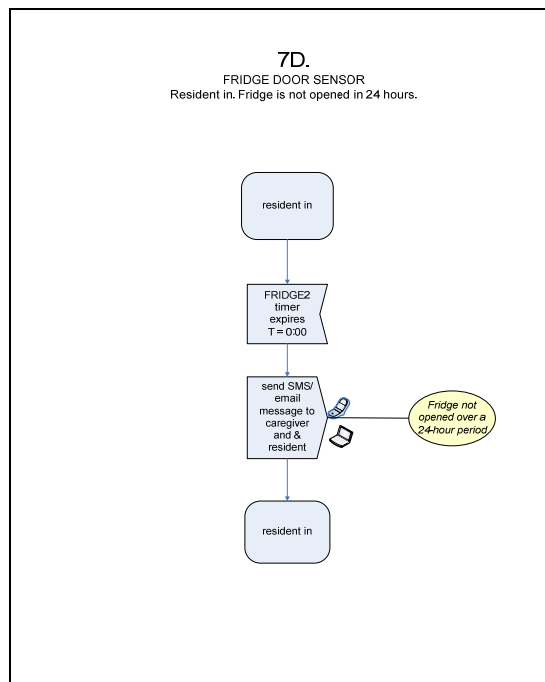 7D.
FRIDGE DOOR SENSOR
Resident in. Fridge is not opened in 24 hours.
resident in
FRIDGE2
timer
expires
T = 0:00
send SMS/
email
message to
caregiver
and &
resident
Fridge not
opened over a
24-hour period
resident in